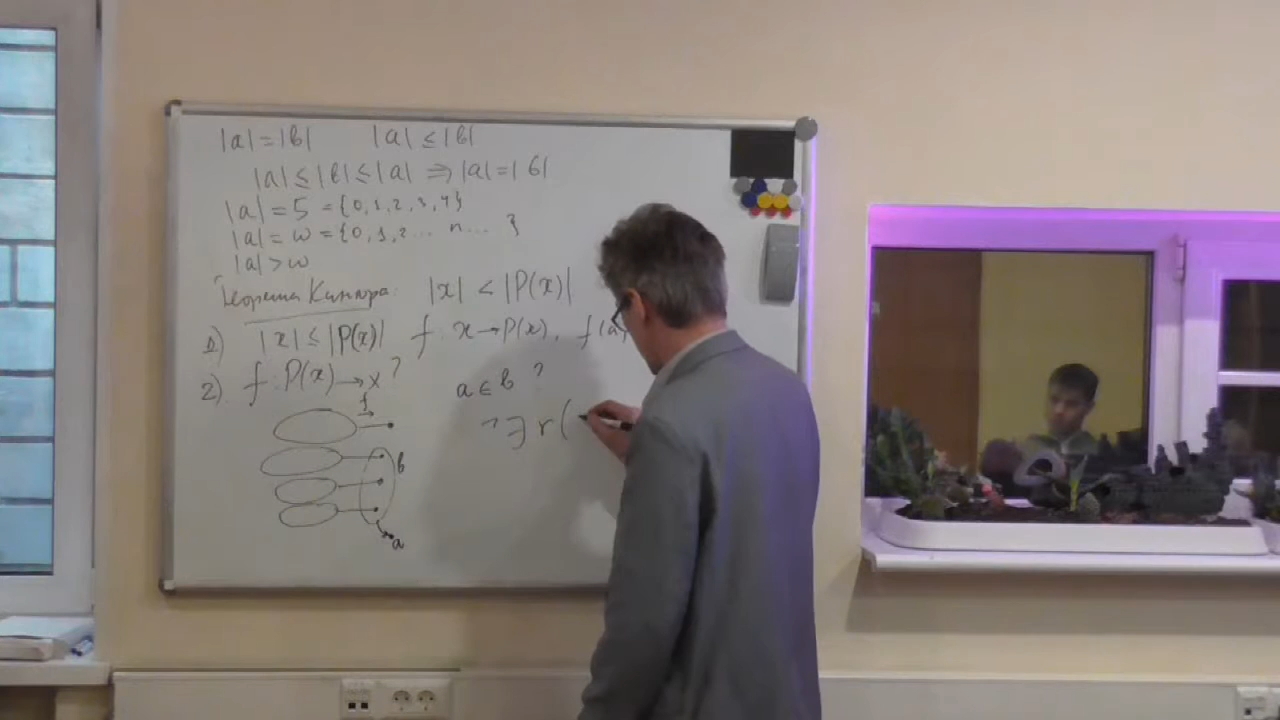 |a|=|b| |a|≤|b|
|a|≤|b|≤|a| ⇒ |a|=|b|
|a|=5={0,1,2,3,4}
|a|=ω={0,1,2...n...}
|a|>ω
Теорема Кантора: |x|<|P(x)|
1) |x|≤|P(x)| f: x→P(x), f(a)
2) f: P(x)→x?
a∈b ?
f
¬∃r(
b
a